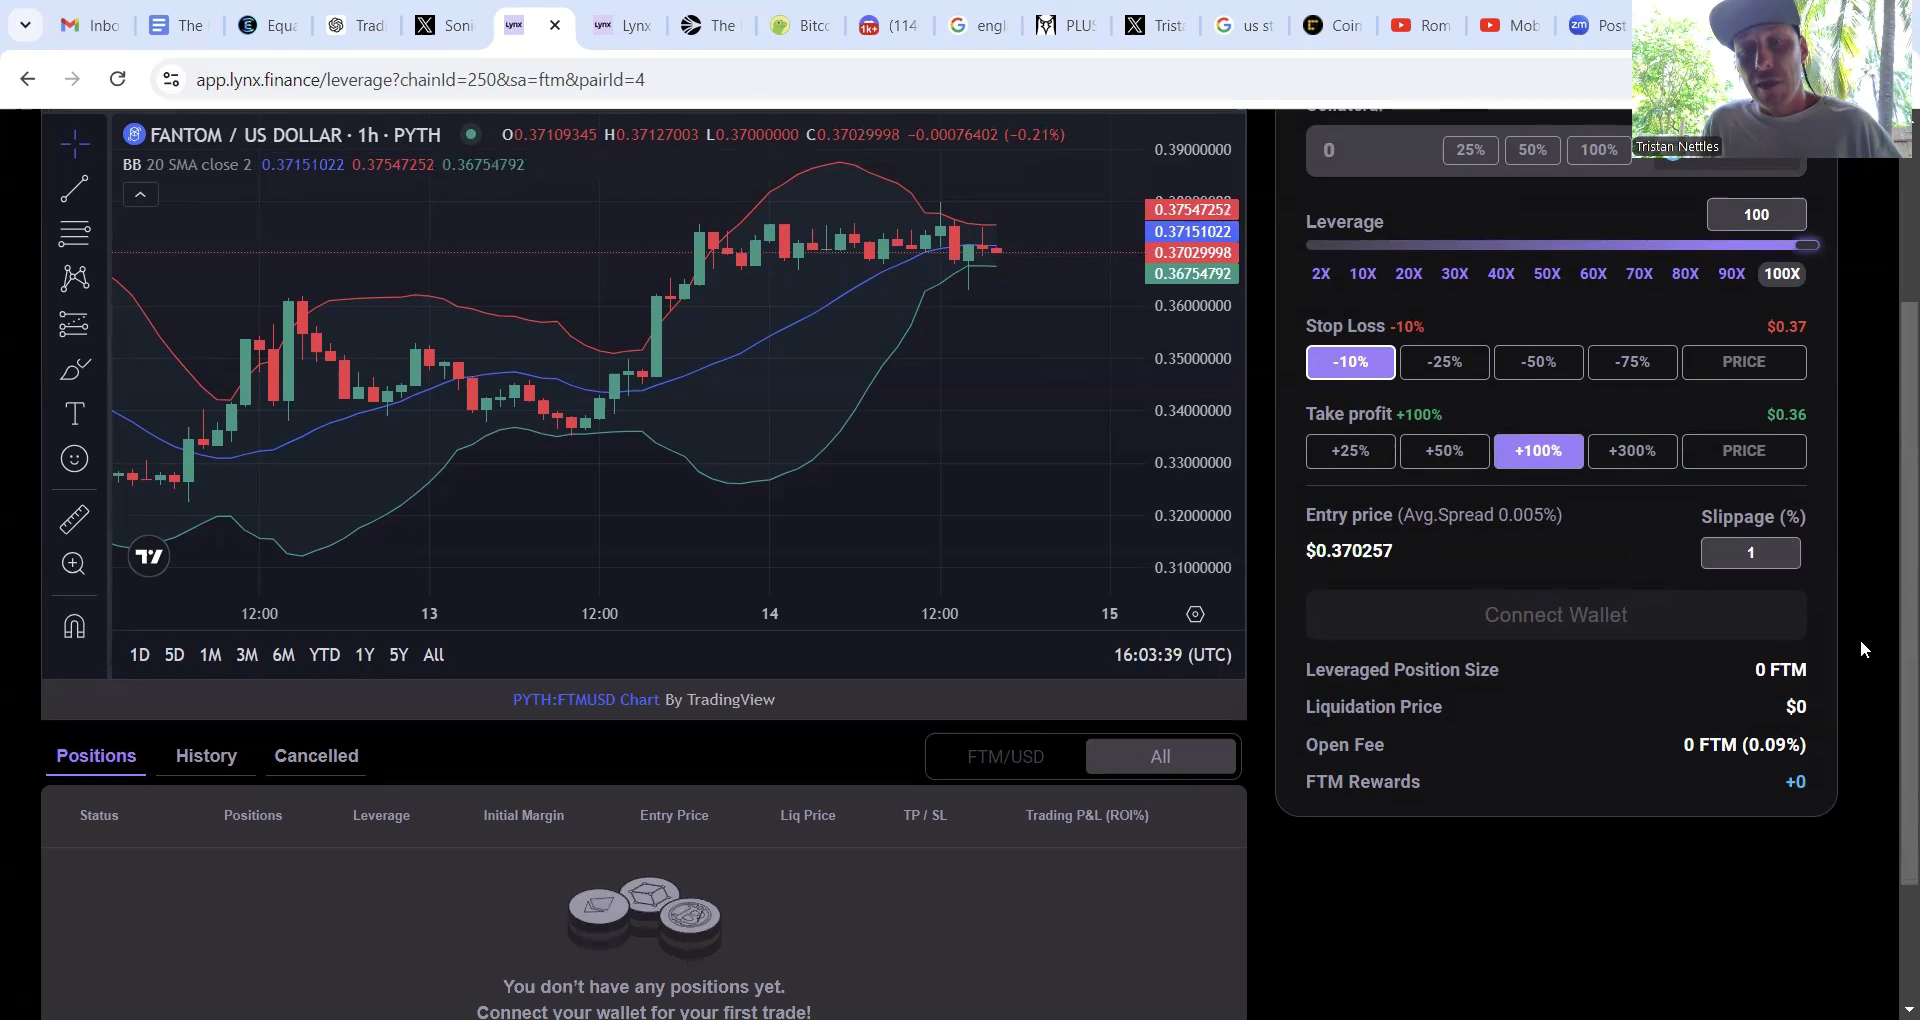 Inbo
The
Equa
Tradi
Soni
Lynx
Lynx
The
Bitco
1k+
(114
engl
PLUS
Trista
us st
Coin
Rom
Mob
zm
Post
app.lynx.finance/leverage?chainId=250&sa=ftm&pairId=4
Tristan Nettles
FANTOM / US DOLLAR · 1h · PYTH
O0.37109345 H0.37127003 L0.37000000 C0.37029998 −0.00076402 (−0.21%)
BB 20 SMA close 2 0.37151022 0.37547252 0.36754792
0.39000000
0.37547252
0.37151022
0.37029998
0.36754792
0.36000000
0.35000000
0.34000000
0.33000000
0.32000000
0.31000000
12:00
13
12:00
14
12:00
15
1D 5D 1M 3M 6M YTD 1Y 5Y All
16:03:39 (UTC)
PYTH:FTMUSD Chart By TradingView
Positions
History
Cancelled
FTM/USD
All
Status
Positions
Leverage
Initial Margin
Entry Price
Liq Price
TP / SL
Trading P&L (ROI%)
You don't have any positions yet.
Connect your wallet for your first trade!
0
25%
50%
100%
Leverage
100
2X 10X 20X 30X 40X 50X 60X 70X 80X 90X 100X
Stop Loss -10%
$0.37
-10%
-25%
-50%
-75%
PRICE
Take profit +100%
$0.36
+25%
+50%
+100%
+300%
PRICE
Entry price (Avg.Spread 0.005%)
Slippage (%)
$0.370257
1
Connect Wallet
Leveraged Position Size
0 FTM
Liquidation Price
$0
Open Fee
0 FTM (0.09%)
FTM Rewards
+0